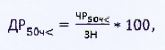 ДР₅₀ч< = ЧР₅₀ч< / ЗН * 100,